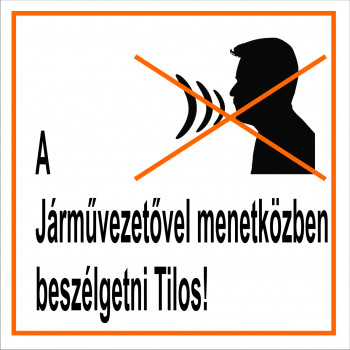 A
Járművezetővel menetközben
beszélgetni Tilos!